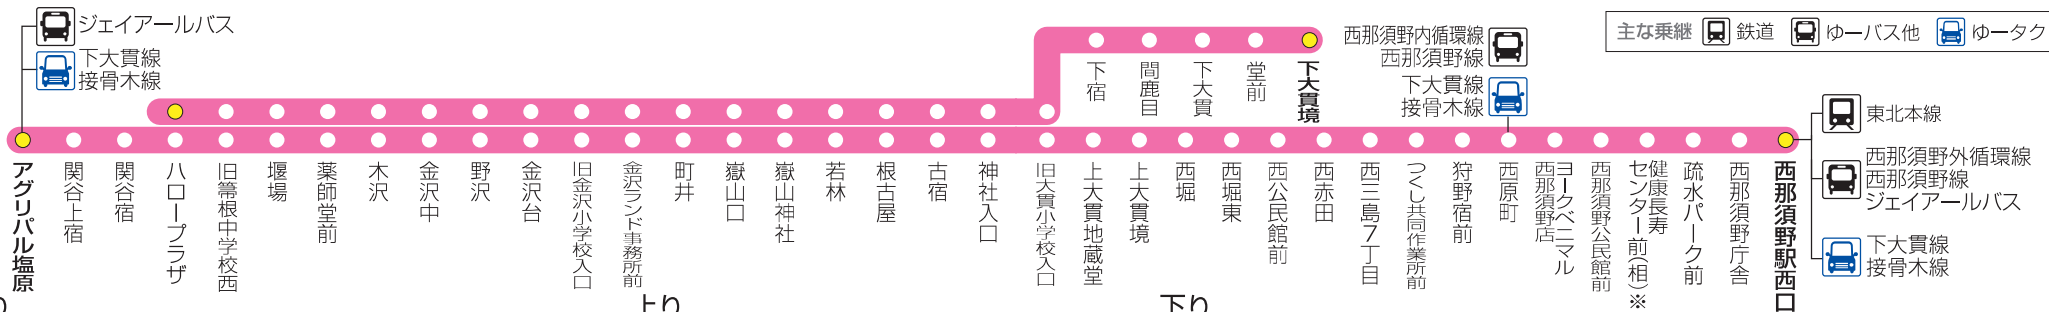 ジェイアールバス
下大貫線
接骨木線
西那須野内循環線
西那須野線
下大貫線
接骨木線
主な乗継
鉄道
ゆーバス他
ゆータク
下宿
間鹿目
下大貫
堂前
下大貫境
東北本線
西那須野外循環線
西那須野線
ジェイアールバス
下大貫線
接骨木線
アグリパル塩原
関谷上宿
関谷宿
ハロープラザ
旧箒根中学校西
堰場
薬師堂前
木沢
金沢中
野沢
金沢台
旧金沢小学校入口
金沢ランド事務所前
町井
嶽山口
嶽山神社
若林
根古屋
古宿
神社入口
旧大貫小学校入口
上大貫地蔵堂
上大貫境
西堀
西堀東
西公民館前
西赤田
西三島7丁目
つくし共同作業所前
狩野宿前
西原町
ヨークベニマル
西那須野店
西那須野公民館前
健康長寿
センター前(相)※
疏水パーク前
西那須野庁舎
西那須野駅西口
上り
下り